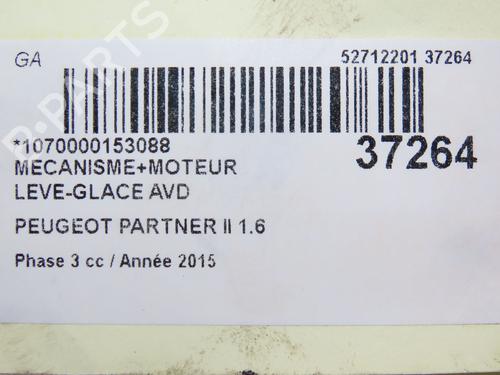 GA
52712201 37264
*1070000153088
37264
MECANISME+MOTEUR
LEVE-GLACE AVD
PEUGEOT PARTNER II 1.6
Phase 3 cc / Année 2015
B-PARTS